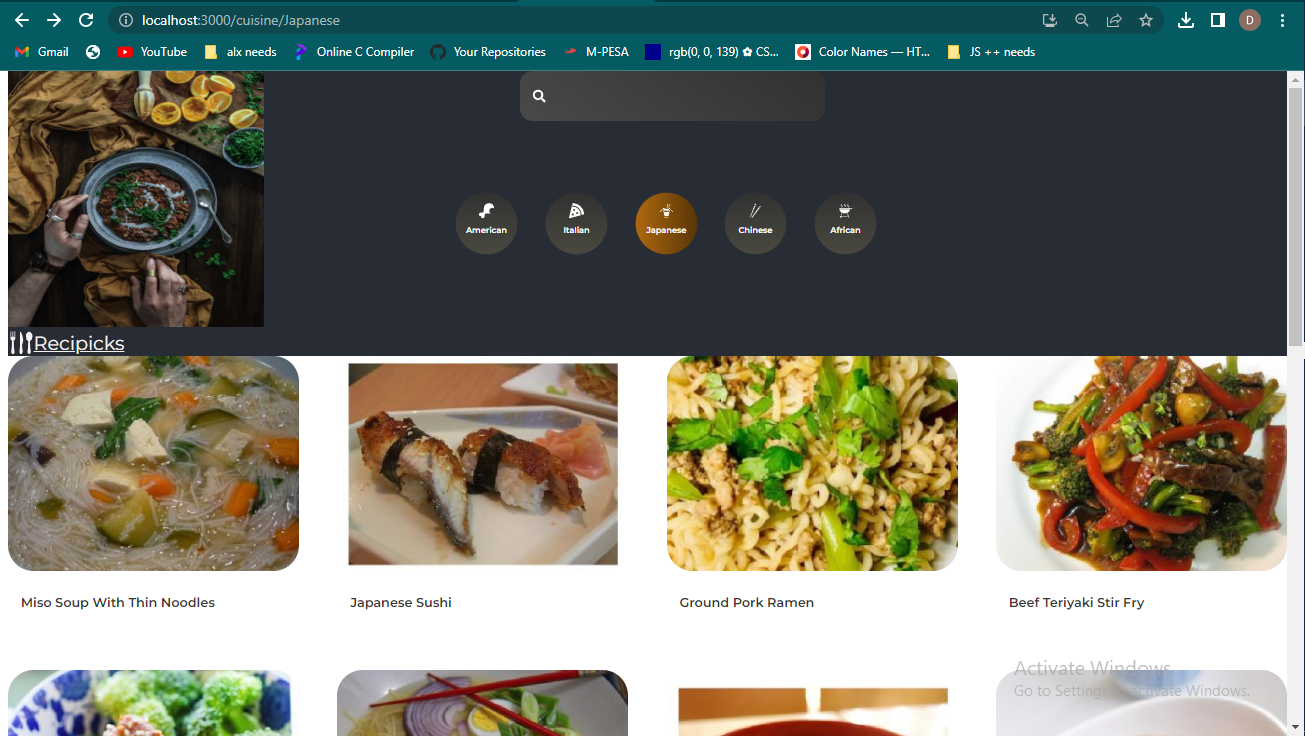 localhost:3000/cuisine/Japanese
D
Gmail
YouTube
alx needs
Online C Compiler
Your Repositories
M-PESA
rgb(0, 0, 139) ✿ CS...
Color Names — HT...
JS ++ needs
American
Italian
Japanese
Chinese
African
Recipicks
Miso Soup With Thin Noodles
Japanese Sushi
Ground Pork Ramen
Beef Teriyaki Stir Fry
Activate Windows
Go to Settings to activate Windows.